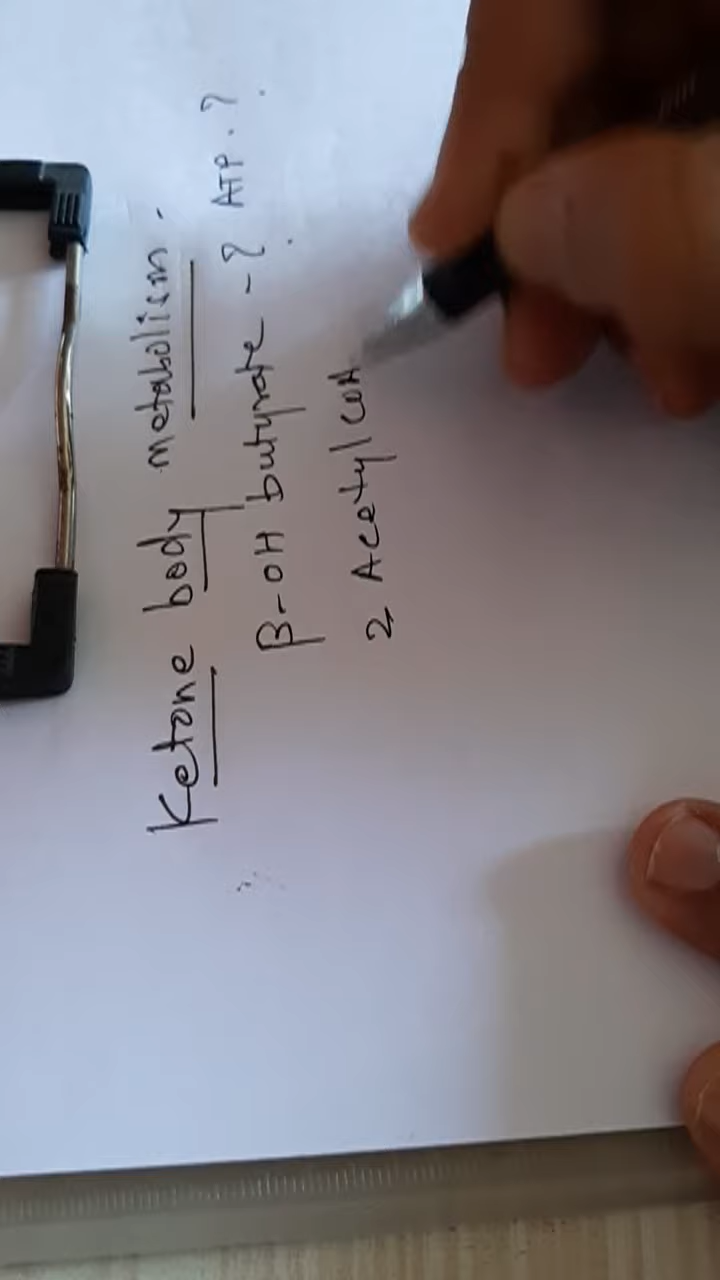 Ketone body metabolism.
β-OH butyrate - ? ATP. ?
2 Acetyl COA